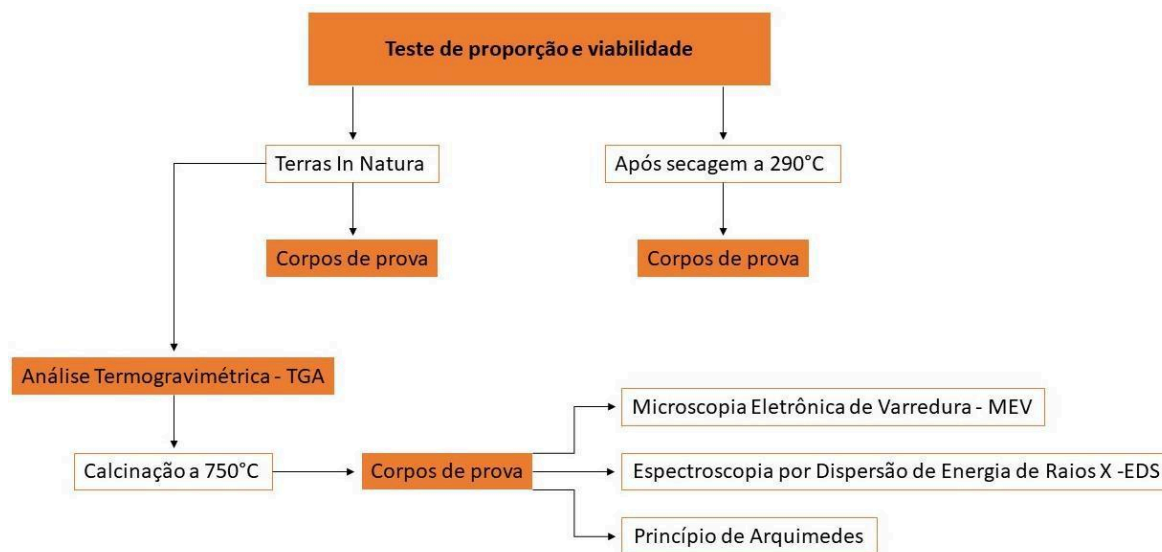 Teste de proporção e viabilidade
Terras In Natura
Após secagem a 290°C
Corpos de prova
Corpos de prova
Análise Termogravimétrica - TGA
Microscopia Eletrônica de Varredura - MEV
Calcinação a 750°C
Corpos de prova
Espectroscopia por Dispersão de Energia de Raios X -EDS
Princípio de Arquimedes